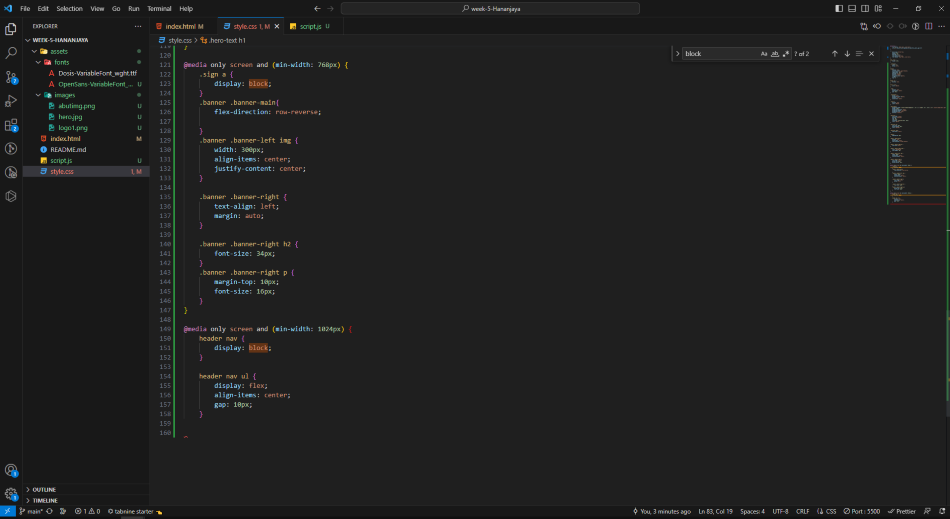 File Edit Selection View Go Run Terminal Help
week-5-Hananjaya
EXPLORER
WEEK-5-HANANJAYA
assets
fonts
Dosis-VariableFont_wght.ttf
OpenSans-VariableFont_... U
images
abutimg.png U
hero.jpg U
logo1.png U
index.html M
README.md
script.js U
style.css 1, M
OUTLINE
TIMELINE
index.html M
style.css 1, M
script.js U
style.css > .hero-text h1
block
Aa ab .* ? of 2
119 }
120
121 @media only screen and (min-width: 768px) {
122 .sign a {
123 display: block;
124 }
125 .banner .banner-main{
126 flex-direction: row-reverse;
127
128 }
129 .banner .banner-left img {
130 width: 300px;
131 align-items: center;
132 justify-content: center;
133 }
134
135 .banner .banner-right {
136 text-align: left;
137 margin: auto;
138 }
139
140 .banner .banner-right h2 {
141 font-size: 34px;
142 }
143 .banner .banner-right p {
144 margin-top: 10px;
145 font-size: 16px;
146 }
147 }
148
149 @media only screen and (min-width: 1024px) {
150 header nav {
151 display: block;
152 }
153
154 header nav ul {
155 display: flex;
156 align-items: center;
157 gap: 10px;
158 }
159
160
main* 1 0 tabnine starter
You, 3 minutes ago Ln 83, Col 19 Spaces: 4 UTF-8 CRLF CSS Port : 5500 Prettier